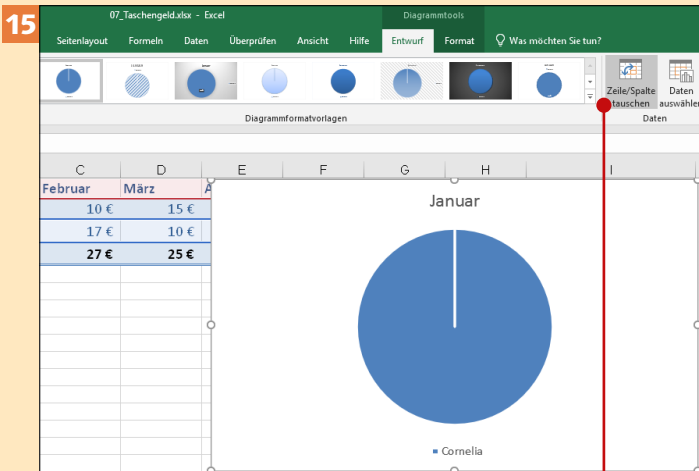 15
07_Taschengeld.xlsx - Excel
Diagrammtools
Seitenlayout Formeln Daten Überprüfen Ansicht Hilfe Entwurf Format Was möchten Sie tun?
Zeile/Spalte tauschen
Daten auswählen
Diagrammformatvorlagen
Daten
C D E F G H I
Februar März A
10 € 15 €
17 € 10 €
27 € 25 €
Januar
Cornelia